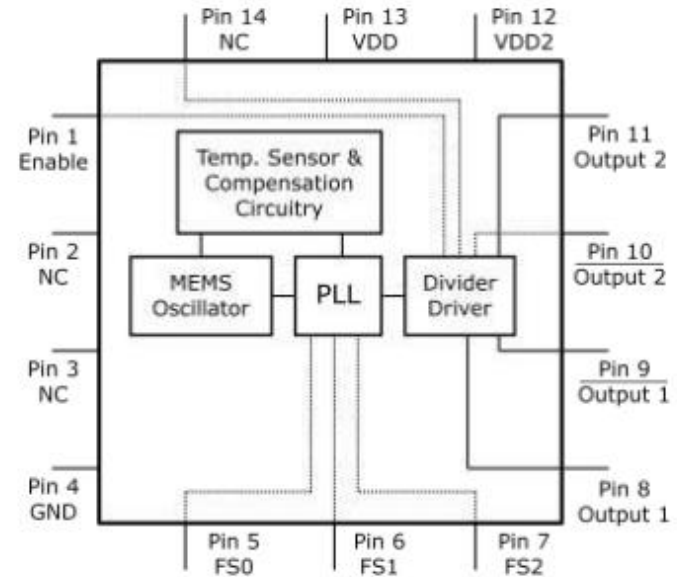 Pin 14
NC
Pin 13
VDD
Pin 12
VDD2
Pin 1
Enable
Pin 11
Output 2
Temp. Sensor &
Compensation
Circuitry
Pin 2
NC
Pin 10
Output 2
MEMS
Oscillator
PLL
Divider
Driver
Pin 3
NC
Pin 9
Output 1
Pin 4
GND
Pin 8
Output 1
Pin 5
FS0
Pin 6
FS1
Pin 7
FS2